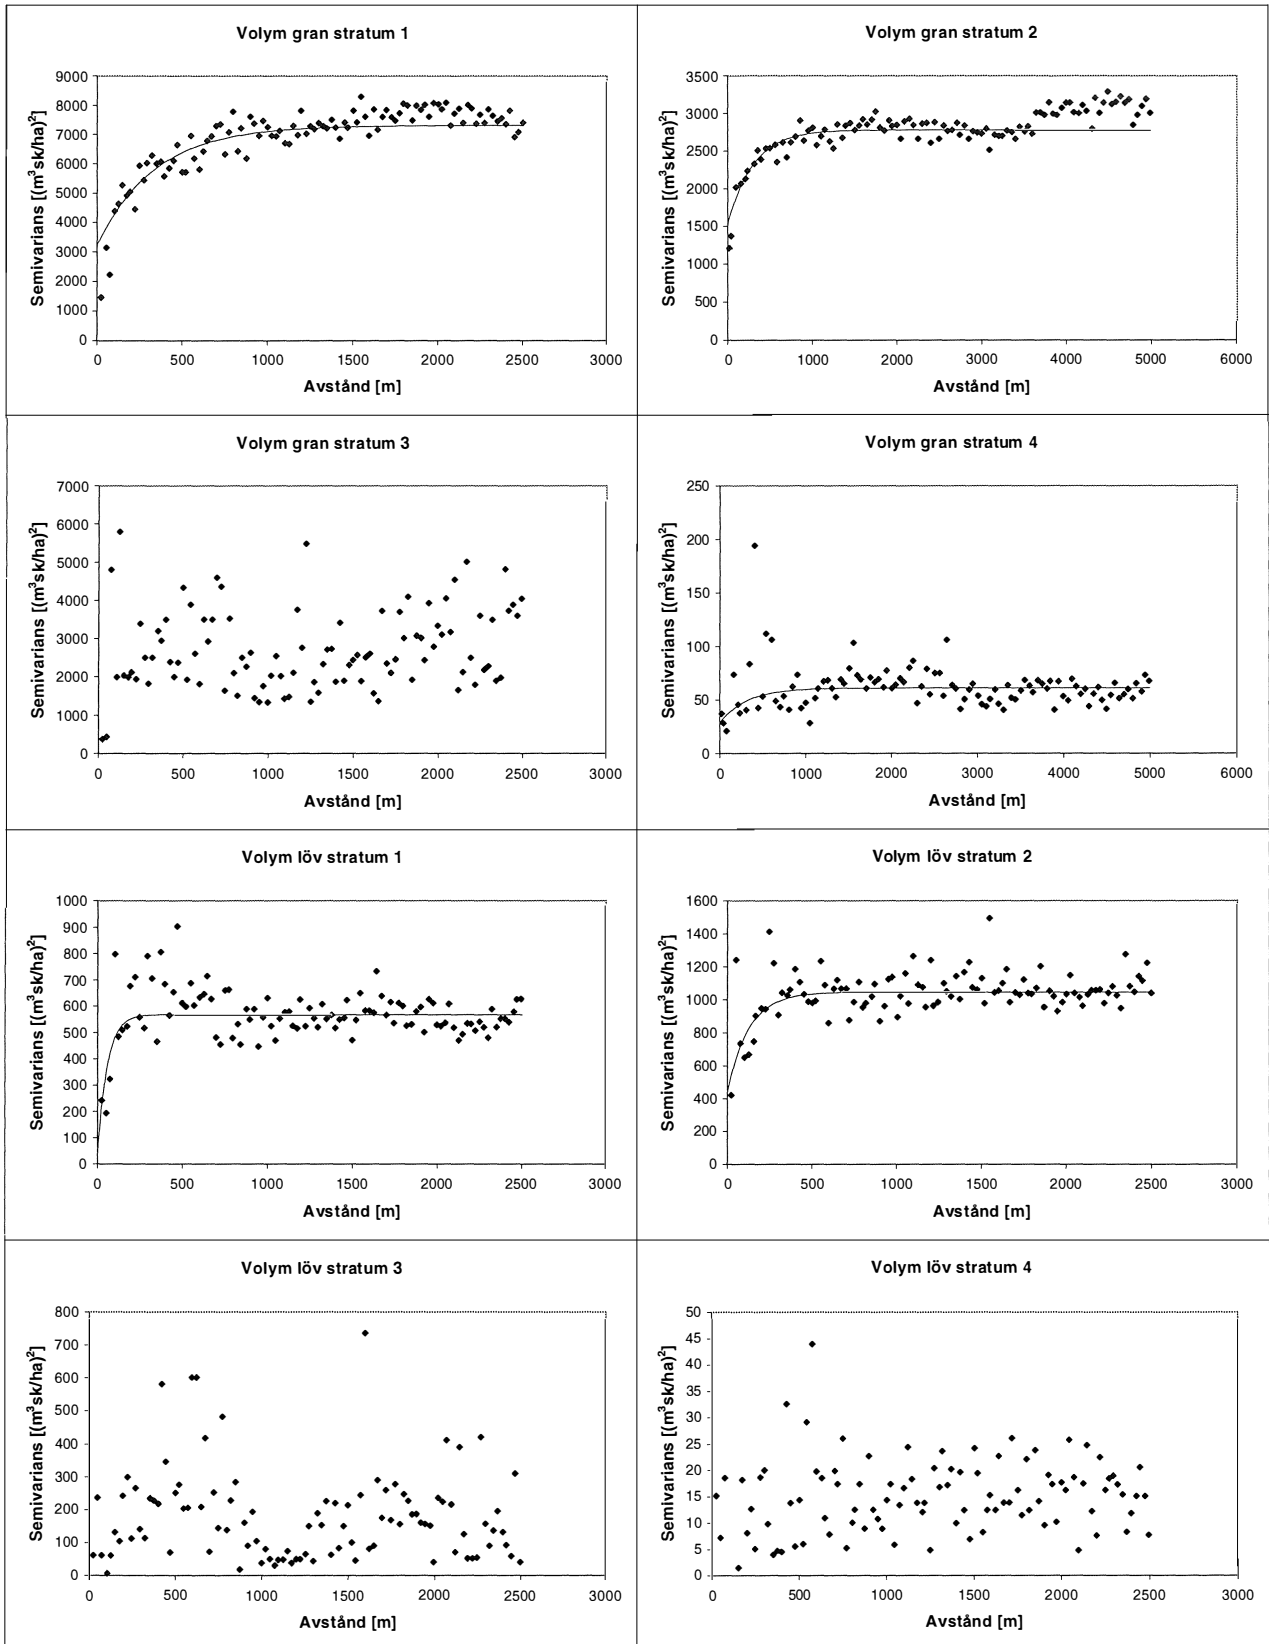 Volym gran stratum 1
Semivarians [(m³sk/ha)²]
9000
8000
7000
6000
5000
4000
3000
2000
1000
0
0 500 1000 1500 2000 2500 3000
Avstånd [m]
Volym gran stratum 2
Semivarians [(m³sk/ha)²]
3500
3000
2500
2000
1500
1000
500
0
0 1000 2000 3000 4000 5000 6000
Avstånd [m]
Volym gran stratum 3
Semivarians [(m³sk/ha)²]
7000
6000
5000
4000
3000
2000
1000
0
0 500 1000 1500 2000 2500 3000
Avstånd [m]
Volym gran stratum 4
Semivarians [(m³sk/ha)²]
250
200
150
100
50
0
0 1000 2000 3000 4000 5000 6000
Avstånd [m]
Volym löv stratum 1
Semivarians [(m³sk/ha)²]
1000
900
800
700
600
500
400
300
200
100
0
0 500 1000 1500 2000 2500 3000
Avstånd [m]
Volym löv stratum 2
Semivarians [(m³sk/ha)²]
1600
1400
1200
1000
800
600
400
200
0
0 500 1000 1500 2000 2500 3000
Avstånd [m]
Volym löv stratum 3
Semivarians [(m³sk/ha)²]
800
700
600
500
400
300
200
100
0
0 500 1000 1500 2000 2500 3000
Avstånd [m]
Volym löv stratum 4
Semivarians [(m³sk/ha)²]
50
45
40
35
30
25
20
15
10
5
0
0 500 1000 1500 2000 2500 3000
Avstånd [m]